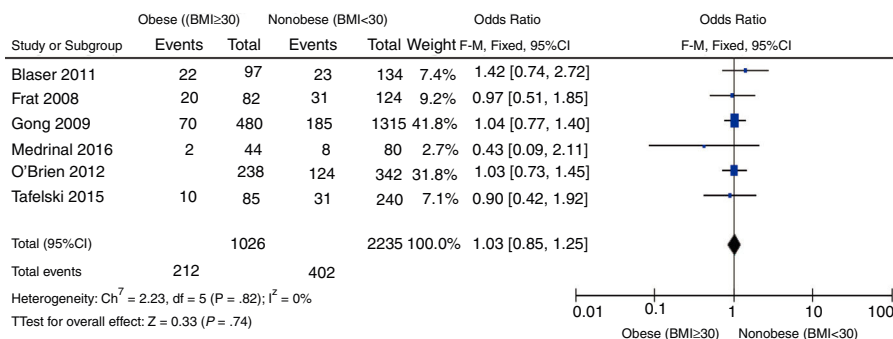 Obese ((BMI≥30) Nonobese (BMI<30) Odds Ratio Odds Ratio
Study or Subgroup Events Total Events Total Weight F-M, Fixed, 95%CI F-M, Fixed, 95%CI
Blaser 2011 22 97 23 134 7.4% 1.42 [0.74, 2.72]
Frat 2008 20 82 31 124 9.2% 0.97 [0.51, 1.85]
Gong 2009 70 480 185 1315 41.8% 1.04 [0.77, 1.40]
Medrinal 2016 2 44 8 80 2.7% 0.43 [0.09, 2.11]
O'Brien 2012 238 124 342 31.8% 1.03 [0.73, 1.45]
Tafelski 2015 10 85 31 240 7.1% 0.90 [0.42, 1.92]
Total (95%CI) 1026 2235 100.0% 1.03 [0.85, 1.25]
Total events 212 402
Heterogeneity: Ch7 = 2.23, df = 5 (P = .82); Iz = 0%
TTest for overall effect: Z = 0.33 (P = .74)
0.01 0.1 1 10 100
Obese (BMI≥30) Nonobese (BMI<30)